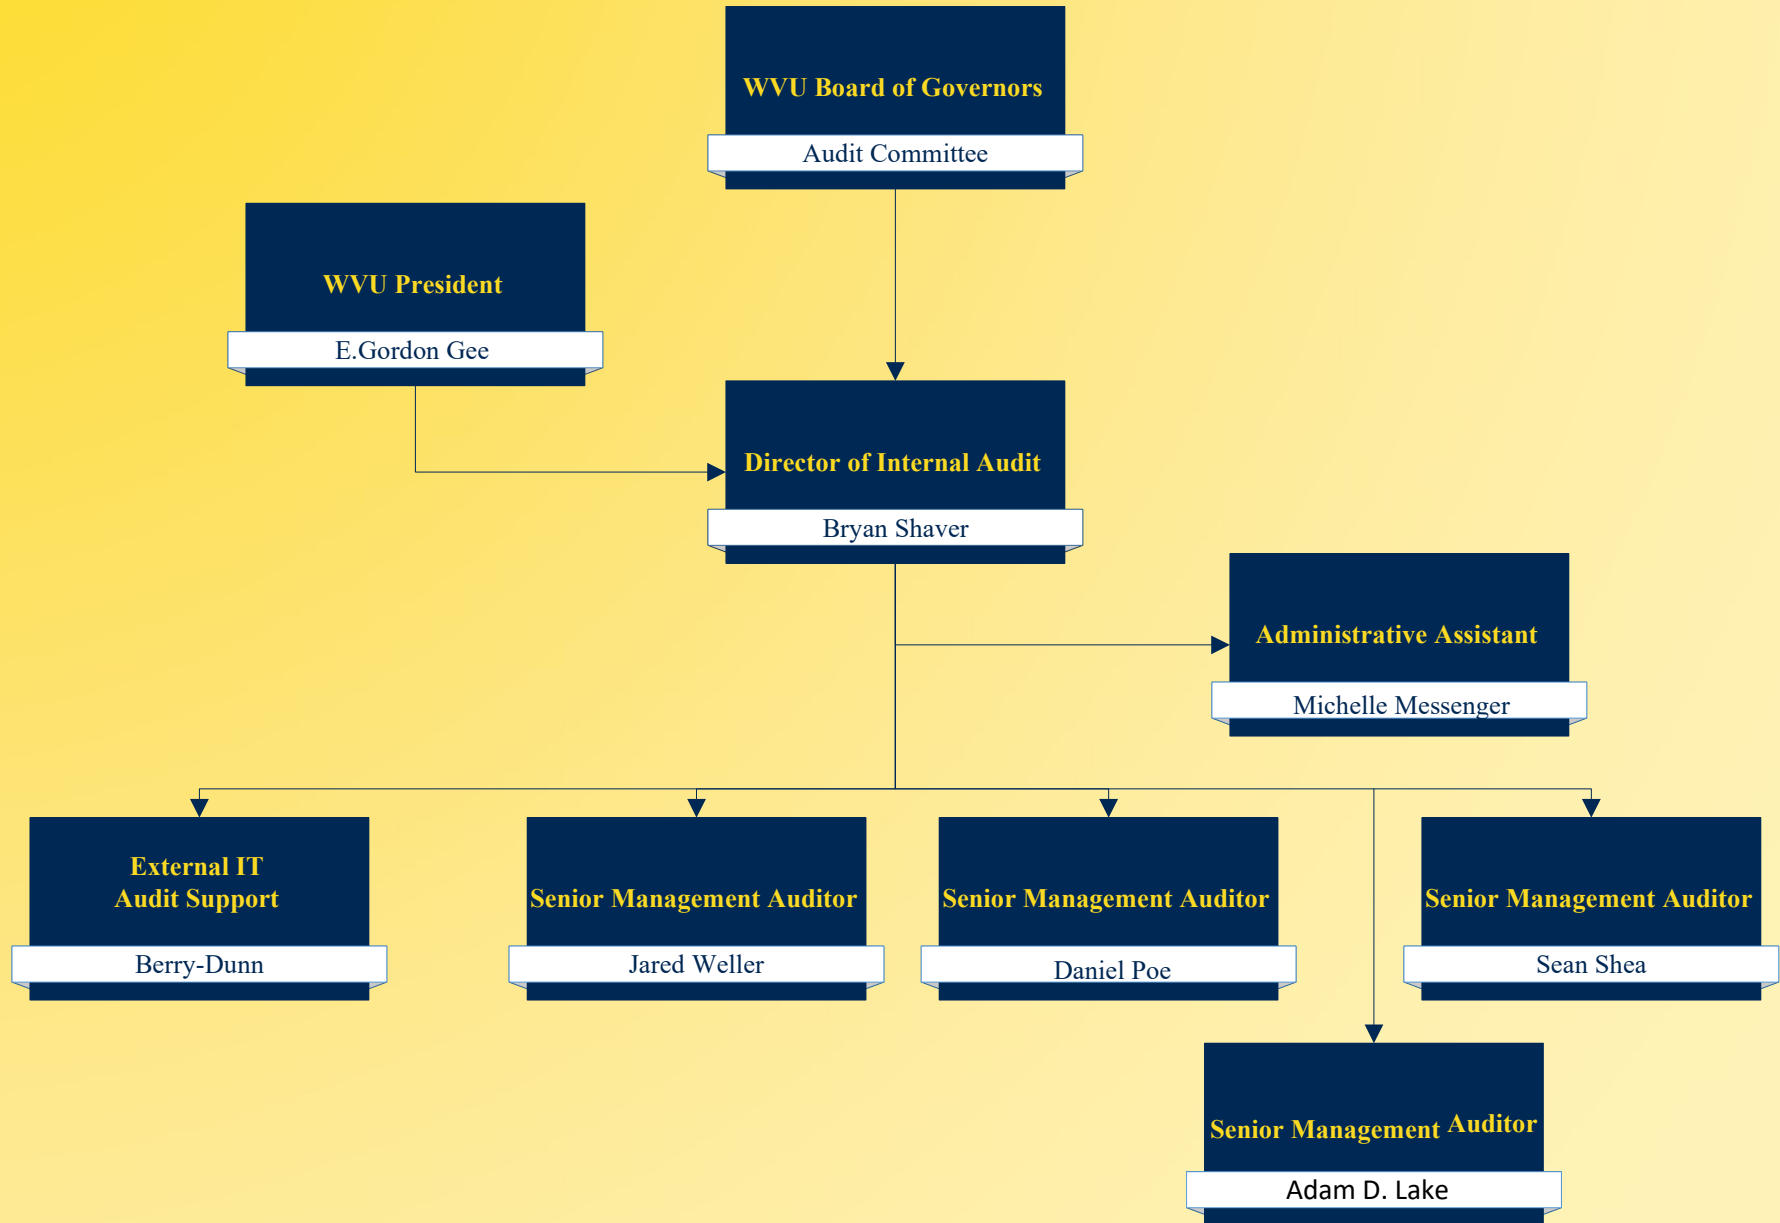 WVU Board of Governors
Audit Committee
WVU President
E.Gordon Gee
Director of Internal Audit
Bryan Shaver
Administrative Assistant
Michelle Messenger
External IT
Audit Support
Berry-Dunn
Senior Management Auditor
Jared Weller
Senior Management Auditor
Daniel Poe
Senior Management Auditor
Sean Shea
Senior Management Auditor
Adam D. Lake